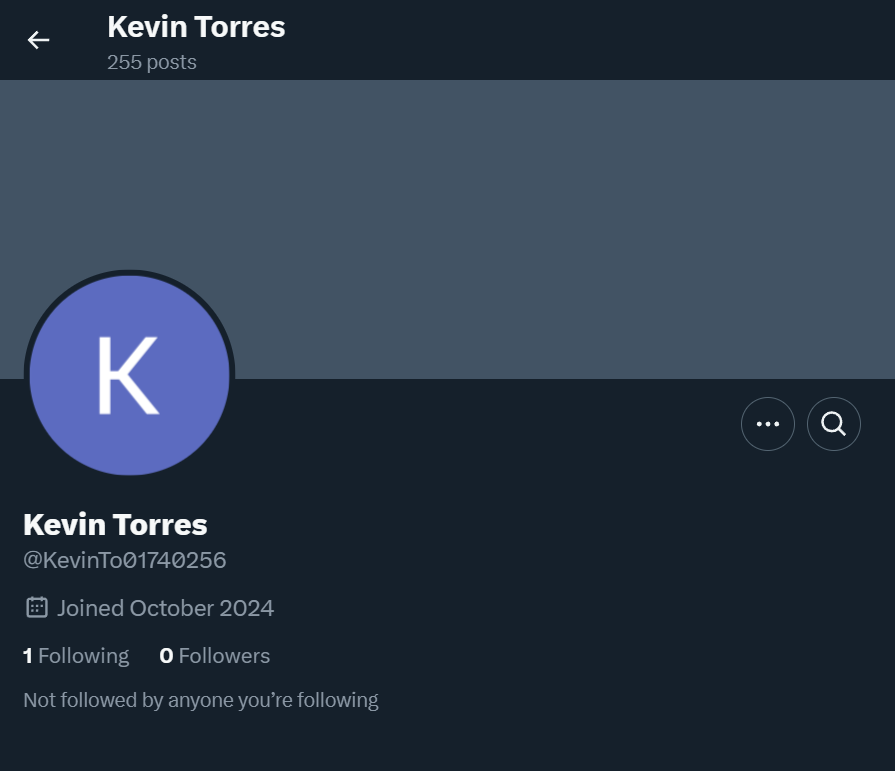 Kevin Torres
255 posts
K
Kevin Torres
@KevinTo01740256
Joined October 2024
1 Following 0 Followers
Not followed by anyone you’re following